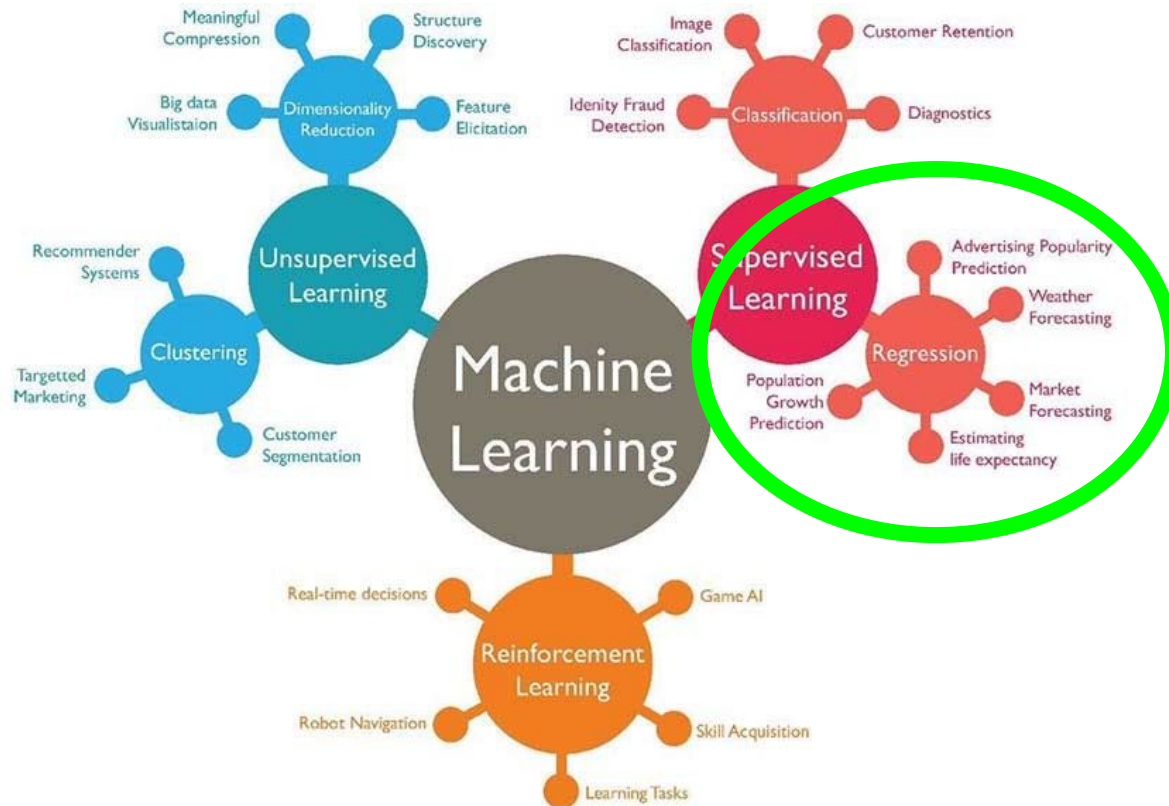 Meaningful
Compression
Structure
Discovery
Big data
Visualistaion
Dimensionality
Reduction
Feature
Elicitation
Image
Classification
Customer Retention
Idenity Fraud
Detection
Classification
Diagnostics
Recommender
Systems
Unsupervised
Learning
Clustering
Targetted
Marketing
Customer
Segmentation
Supervised
Learning
Advertising Popularity
Prediction
Weather
Forecasting
Regression
Population
Growth
Prediction
Market
Forecasting
Estimating
life expectancy
Machine
Learning
Real-time decisions
Game AI
Reinforcement
Learning
Robot Navigation
Skill Acquisition
Learning Tasks